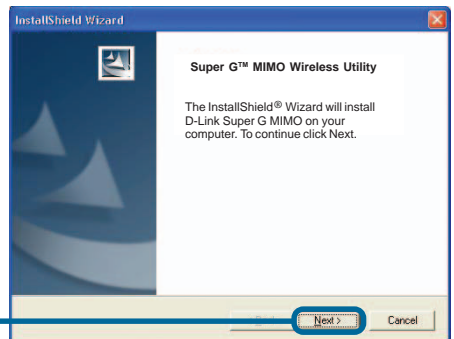 InstallShield Wizard
Super G™ MIMO Wireless Utility
The InstallShield® Wizard will install
D-Link Super G MIMO on your
computer. To continue click Next.
Next >
Cancel